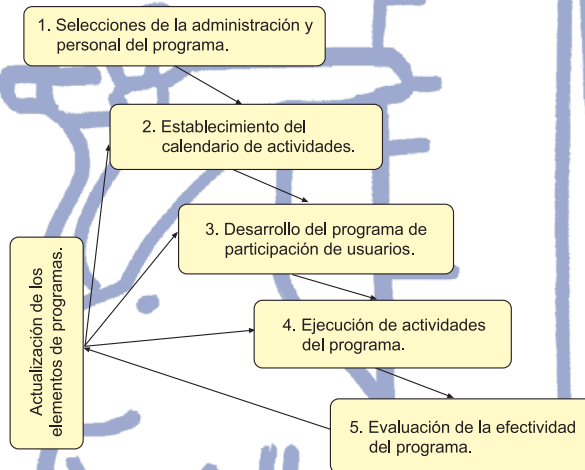 1. Selecciones de la administración y
personal del programa.
2. Establecimiento del
calendario de actividades.
3. Desarrollo del programa de
participación de usuarios.
Actualización de los
elementos de programas.
4. Ejecución de actividades
del programa.
5. Evaluación de la efectividad
del programa.